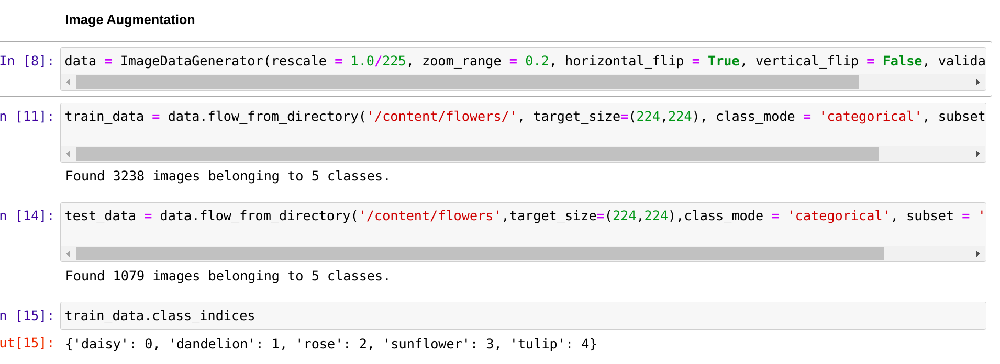 Image Augmentation
In [8]: data = ImageDataGenerator(rescale = 1.0/225, zoom_range = 0.2, horizontal_flip = True, vertical_flip = False, valida
n [11]: train_data = data.flow_from_directory('/content/flowers/', target_size=(224,224), class_mode = 'categorical', subset
Found 3238 images belonging to 5 classes.
n [14]: test_data = data.flow_from_directory('/content/flowers',target_size=(224,224),class_mode = 'categorical', subset = '
Found 1079 images belonging to 5 classes.
n [15]: train_data.class_indices
ut[15]: {'daisy': 0, 'dandelion': 1, 'rose': 2, 'sunflower': 3, 'tulip': 4}